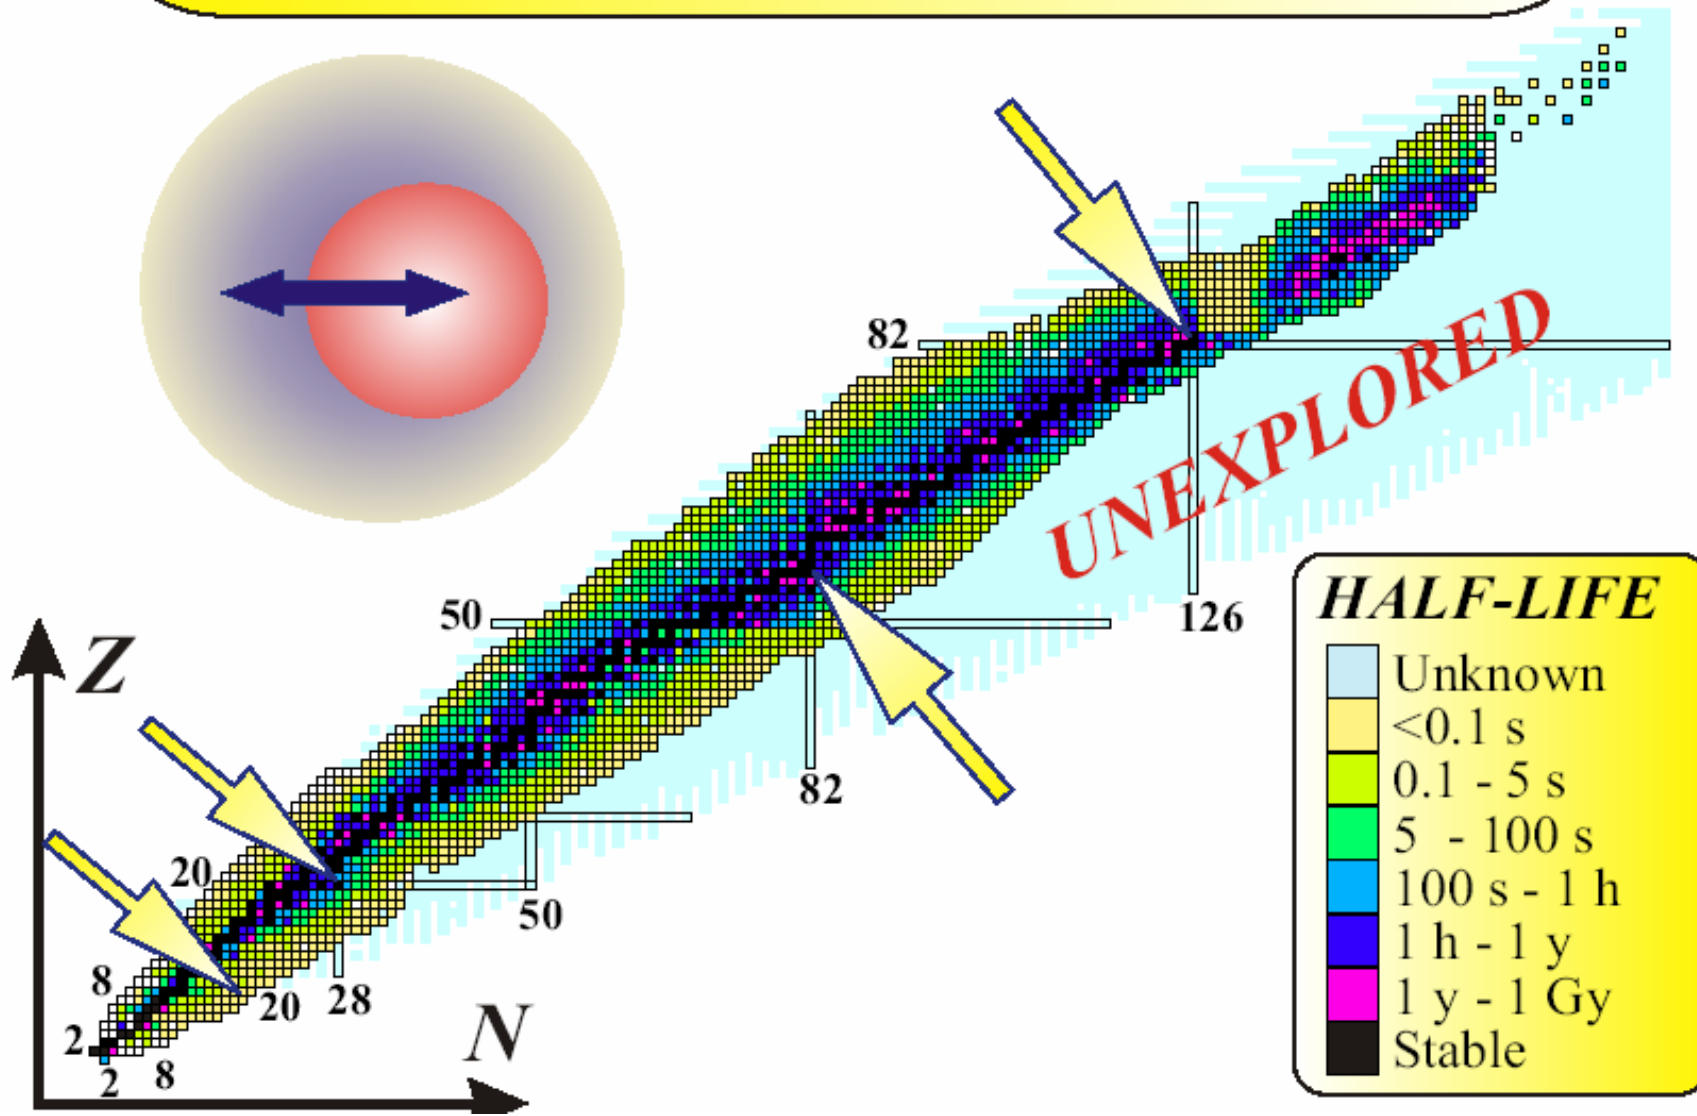 82
UNEXPLORED
50
126
Z
82
20
50
8
20
28
N
2
2
8
HALF-LIFE
Unknown
<0.1 s
0.1 - 5 s
5 - 100 s
100 s - 1 h
1 h - 1 y
1 y - 1 Gy
Stable